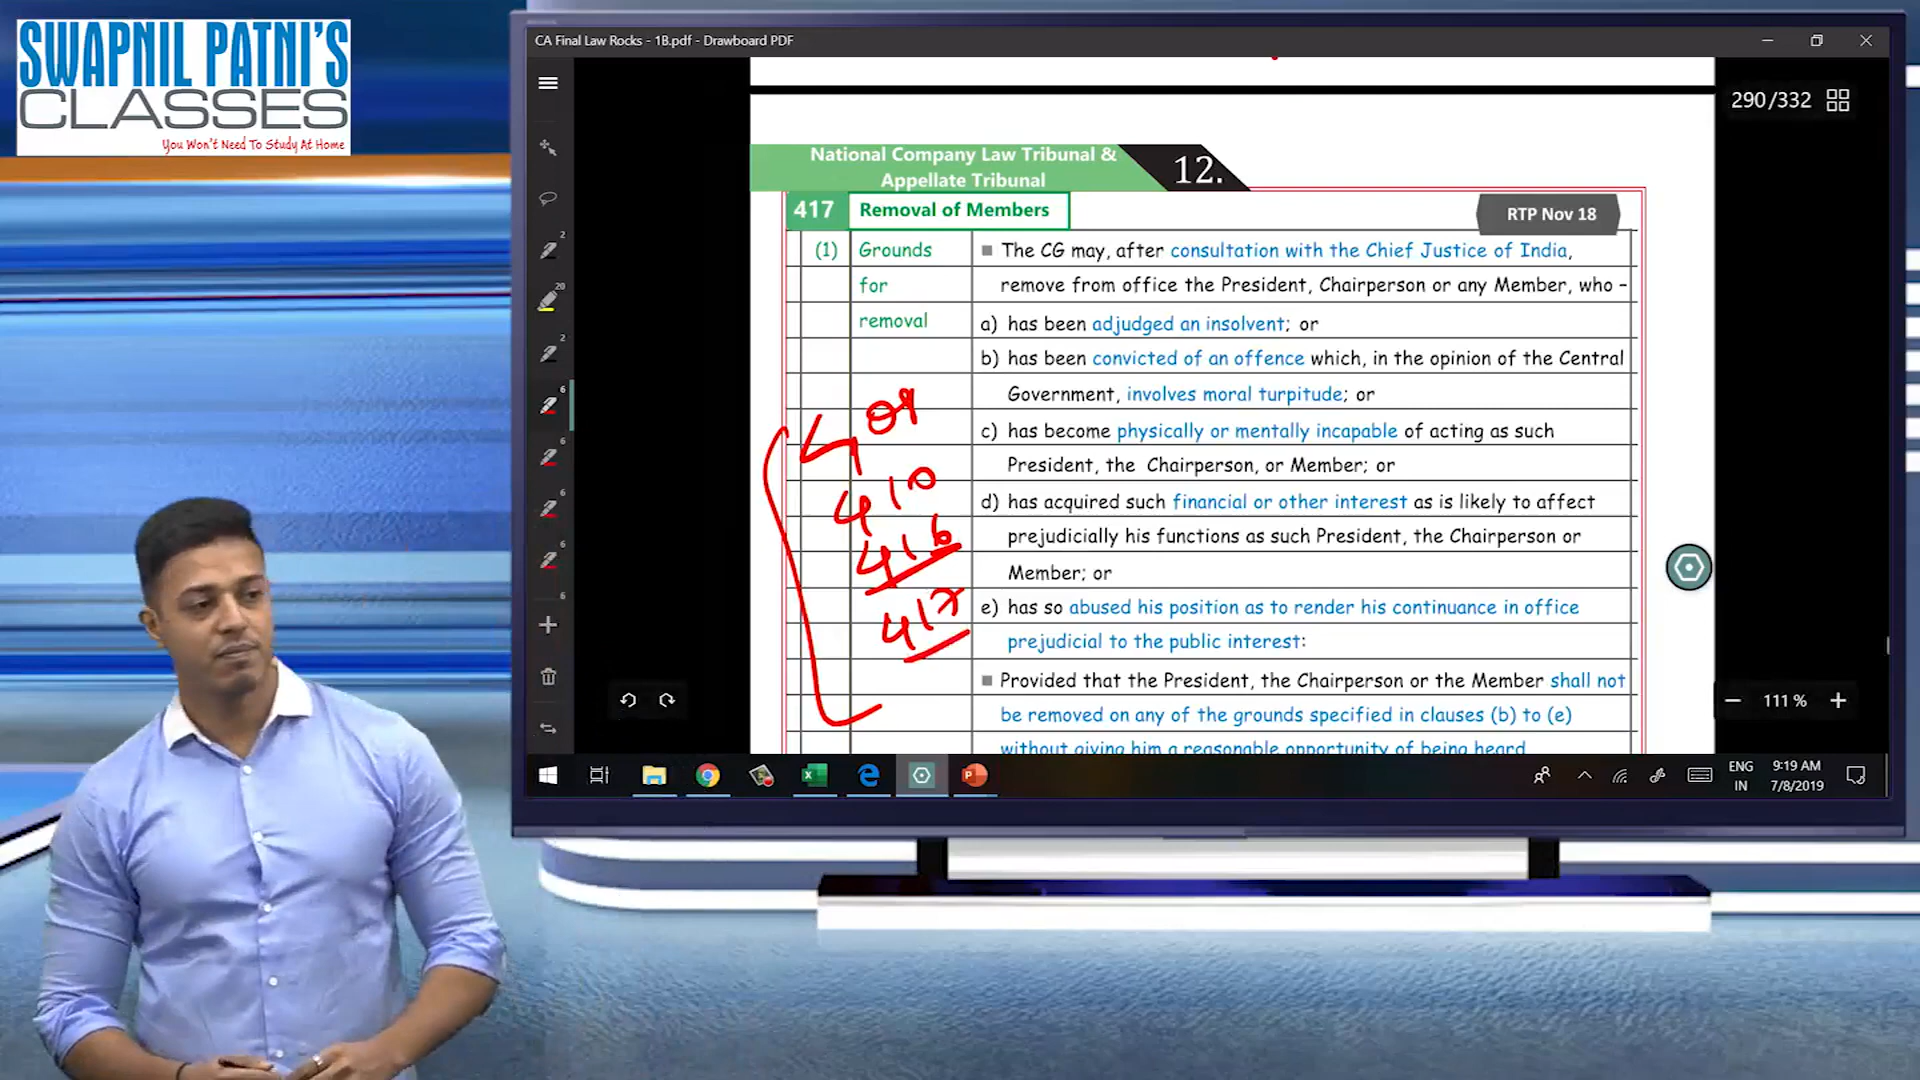 SWAPNIL PATNI'S
CLASSES
You Won't Need To Study At Home
CA Final Law Rocks - 1B.pdf - Drawboard PDF
290/332
National Company Law Tribunal &
Appellate Tribunal
12.
417 Removal of Members
RTP Nov 18
(1) Grounds for removal
■ The CG may, after consultation with the Chief Justice of India,
remove from office the President, Chairperson or any Member, who –
a) has been adjudged an insolvent; or
b) has been convicted of an offence which, in the opinion of the Central
Government, involves moral turpitude; or
c) has become physically or mentally incapable of acting as such
President, the Chairperson, or Member; or
d) has acquired such financial or other interest as is likely to affect
prejudicially his functions as such President, the Chairperson or
Member; or
e) has so abused his position as to render his continuance in office
prejudicial to the public interest:
■ Provided that the President, the Chairperson or the Member shall not
be removed on any of the grounds specified in clauses (b) to (e)
without giving him a reasonable opportunity of being heard
410
416
417
2
20
2
6
6
6
6
6
111 %
ENG
IN
9:19 AM
7/8/2019